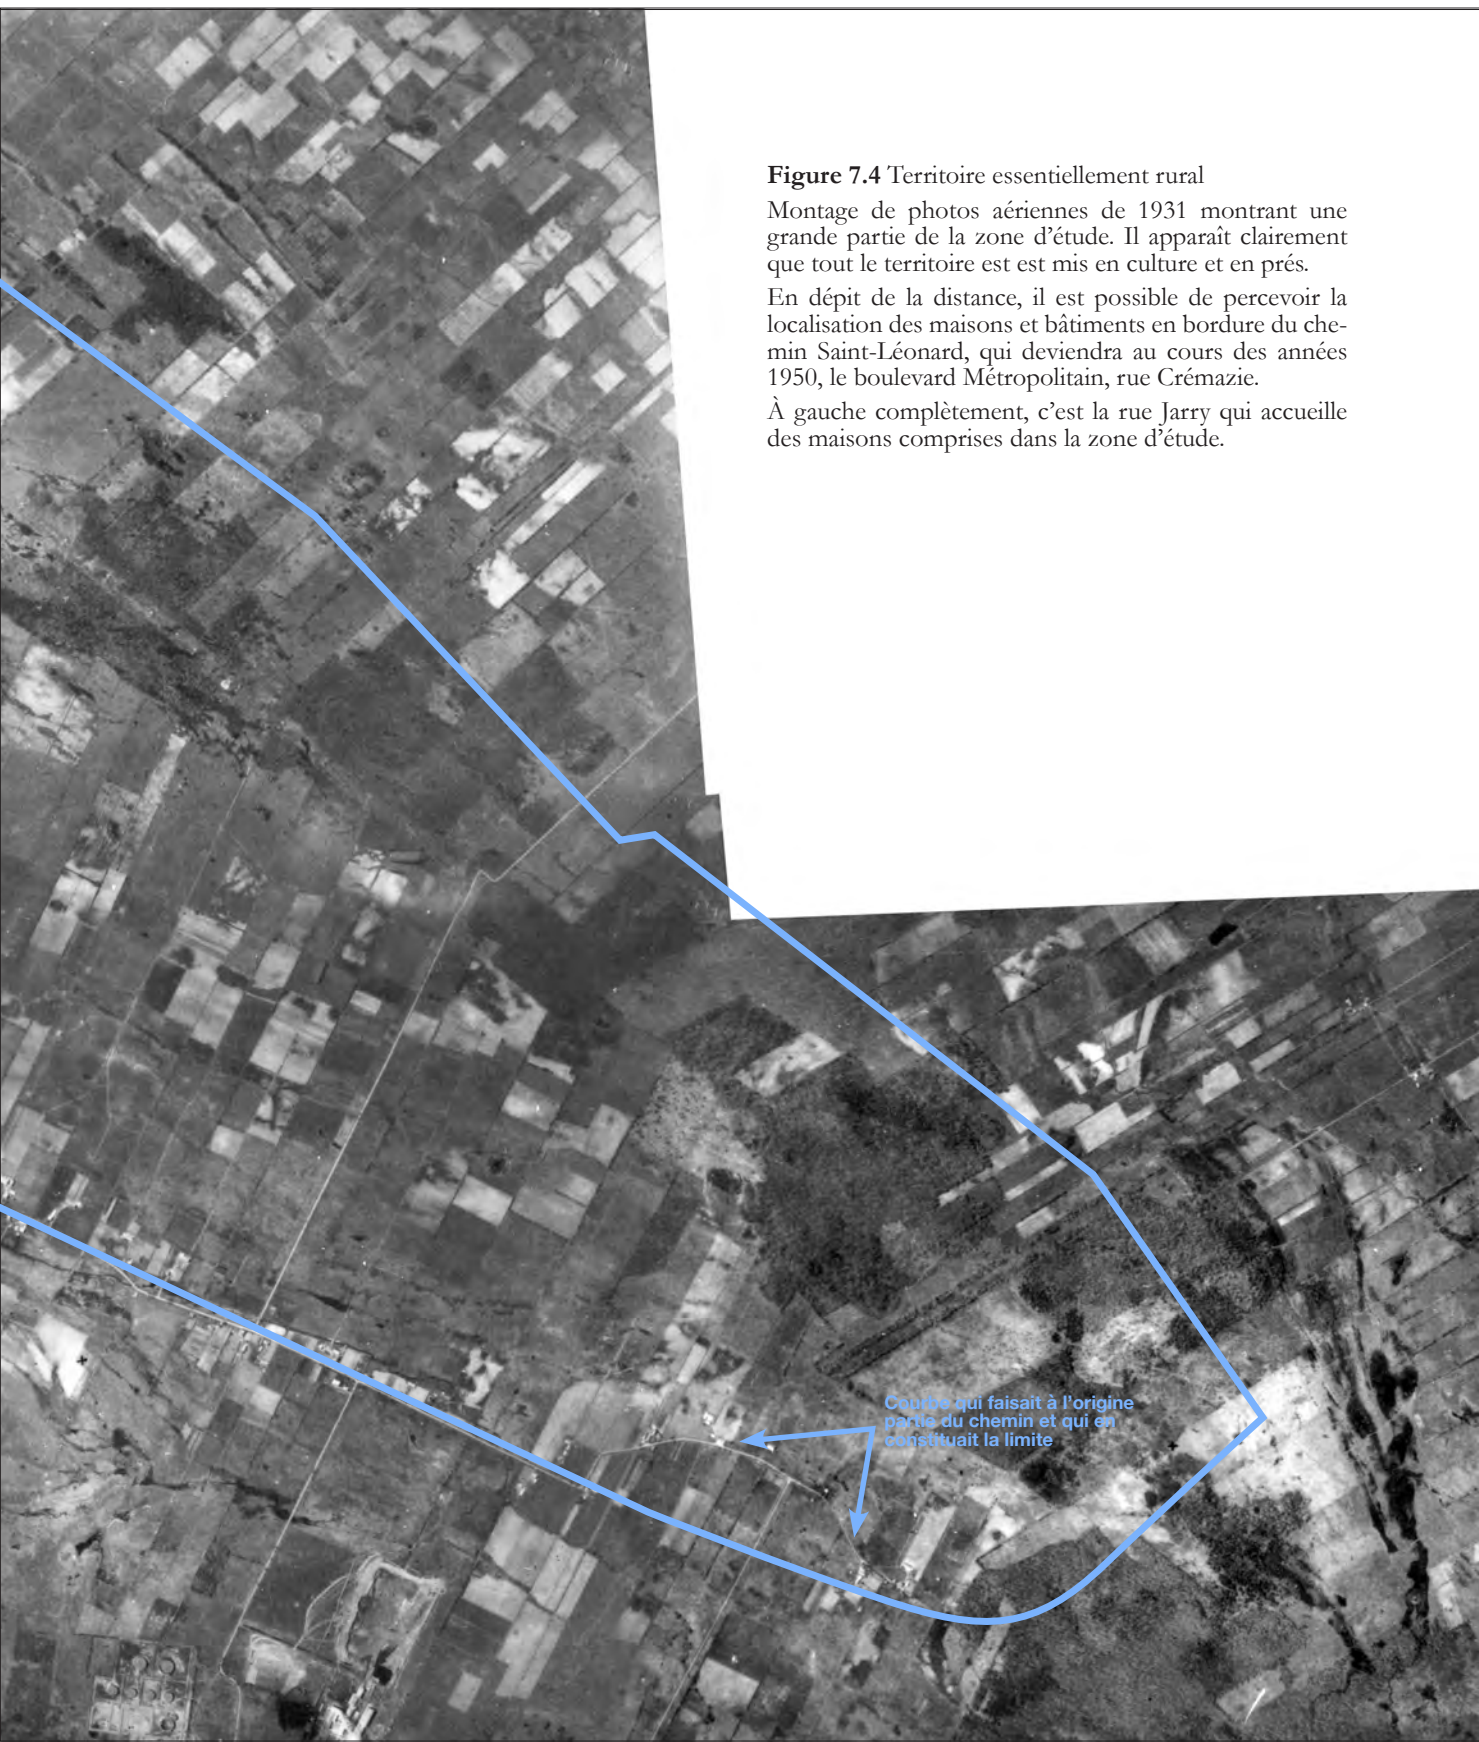 Figure 7.4 Territoire essentiellement rural
Montage de photos aériennes de 1931 montrant une
grande partie de la zone d'étude. Il apparaît clairement
que tout le territoire est est mis en culture et en prés.
En dépit de la distance, il est possible de percevoir la
localisation des maisons et bâtiments en bordure du che-
min Saint-Léonard, qui deviendra au cours des années
1950, le boulevard Métropolitain, rue Crémazie.
À gauche complètement, c'est la rue Jarry qui accueille
des maisons comprises dans la zone d'étude.
Courbe qui faisait à l'origine
partie du chemin et qui en
constituait la limite